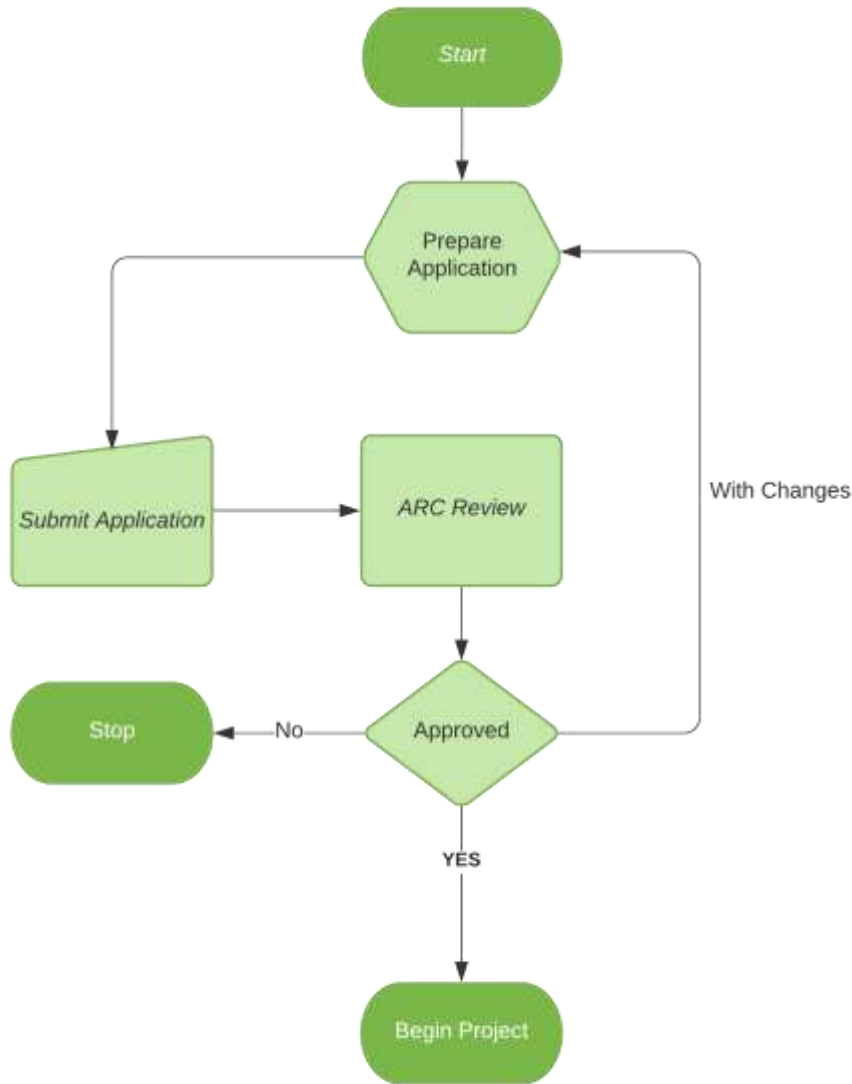 Start
Prepare
Application
Submit Application
ARC Review
With Changes
Stop
No
Approved
YES
Begin Project